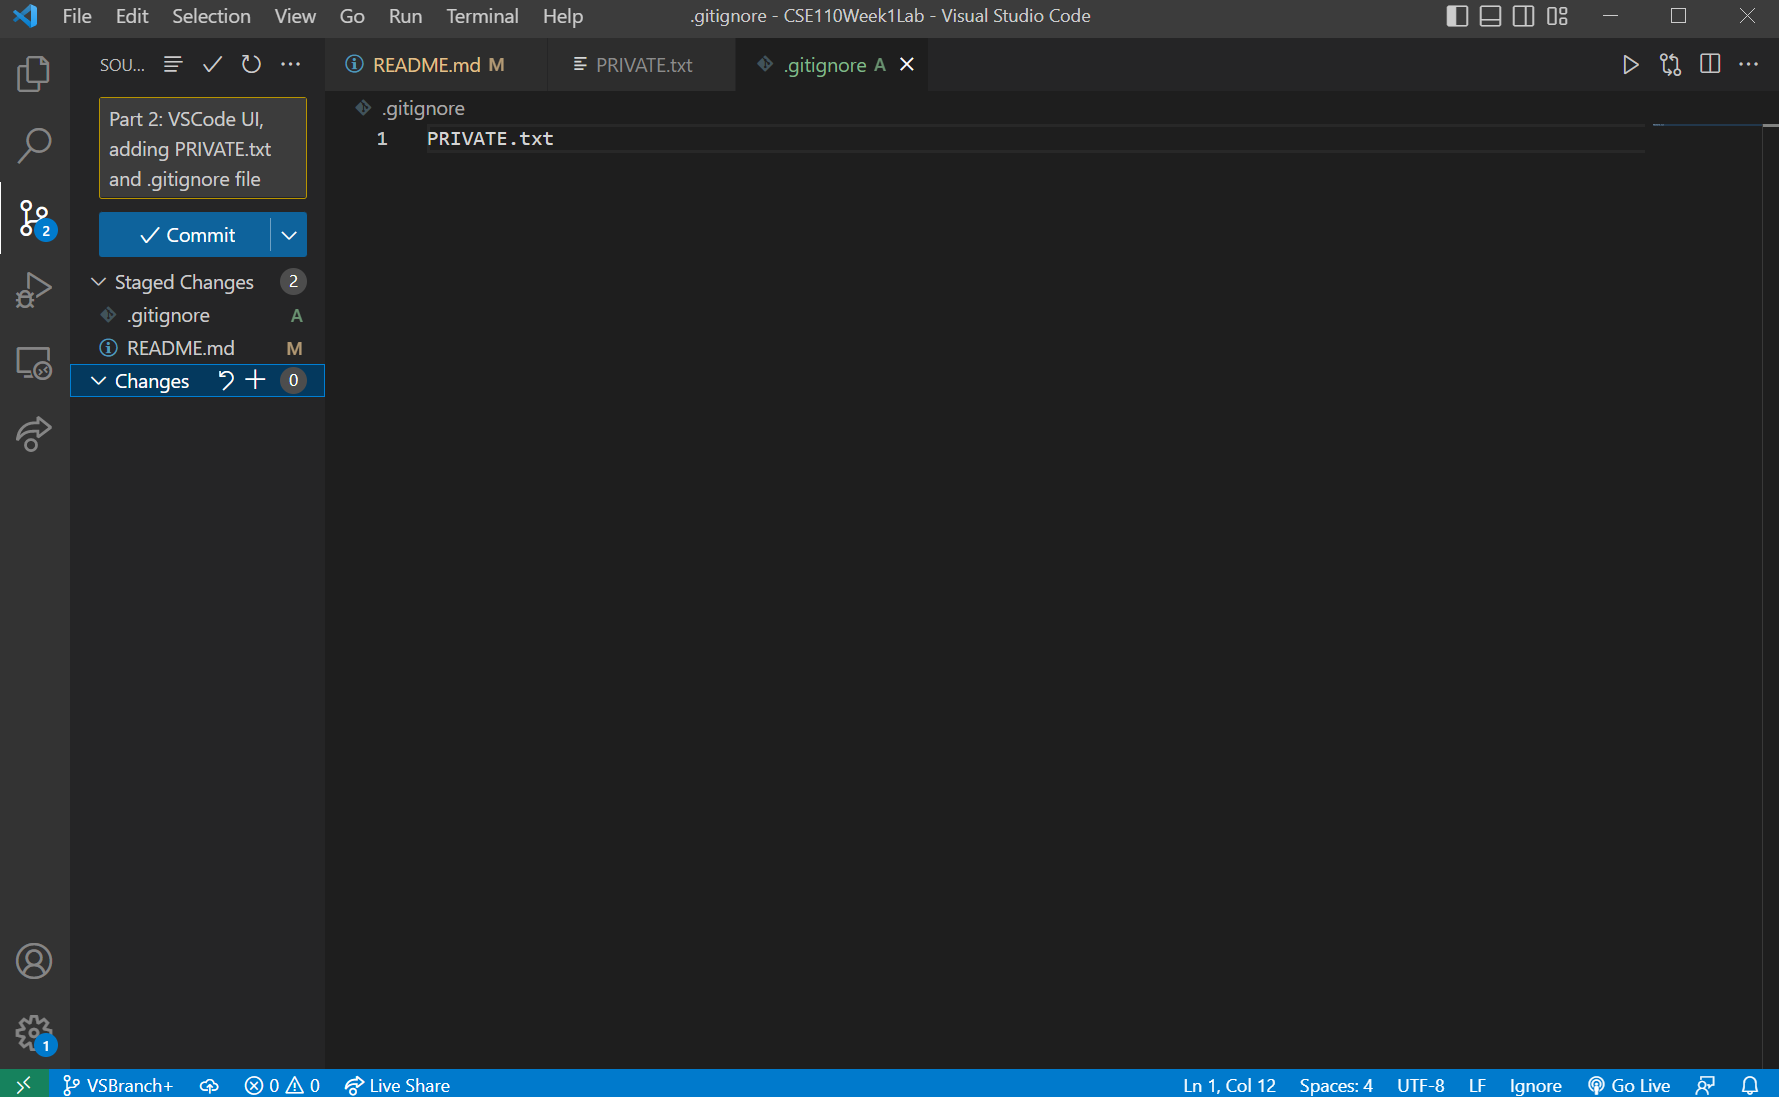 File Edit Selection View Go Run Terminal Help .gitignore - CSE110Week1Lab - Visual Studio Code
SOU...
README.md M PRIVATE.txt .gitignore A
.gitignore
1 PRIVATE.txt
Part 2: VSCode UI,
adding PRIVATE.txt
and .gitignore file
Commit
2
Staged Changes 2
.gitignore A
README.md M
Changes 0
1
VSBranch+ 0 0 Live Share Ln 1, Col 12 Spaces: 4 UTF-8 LF Ignore Go Live